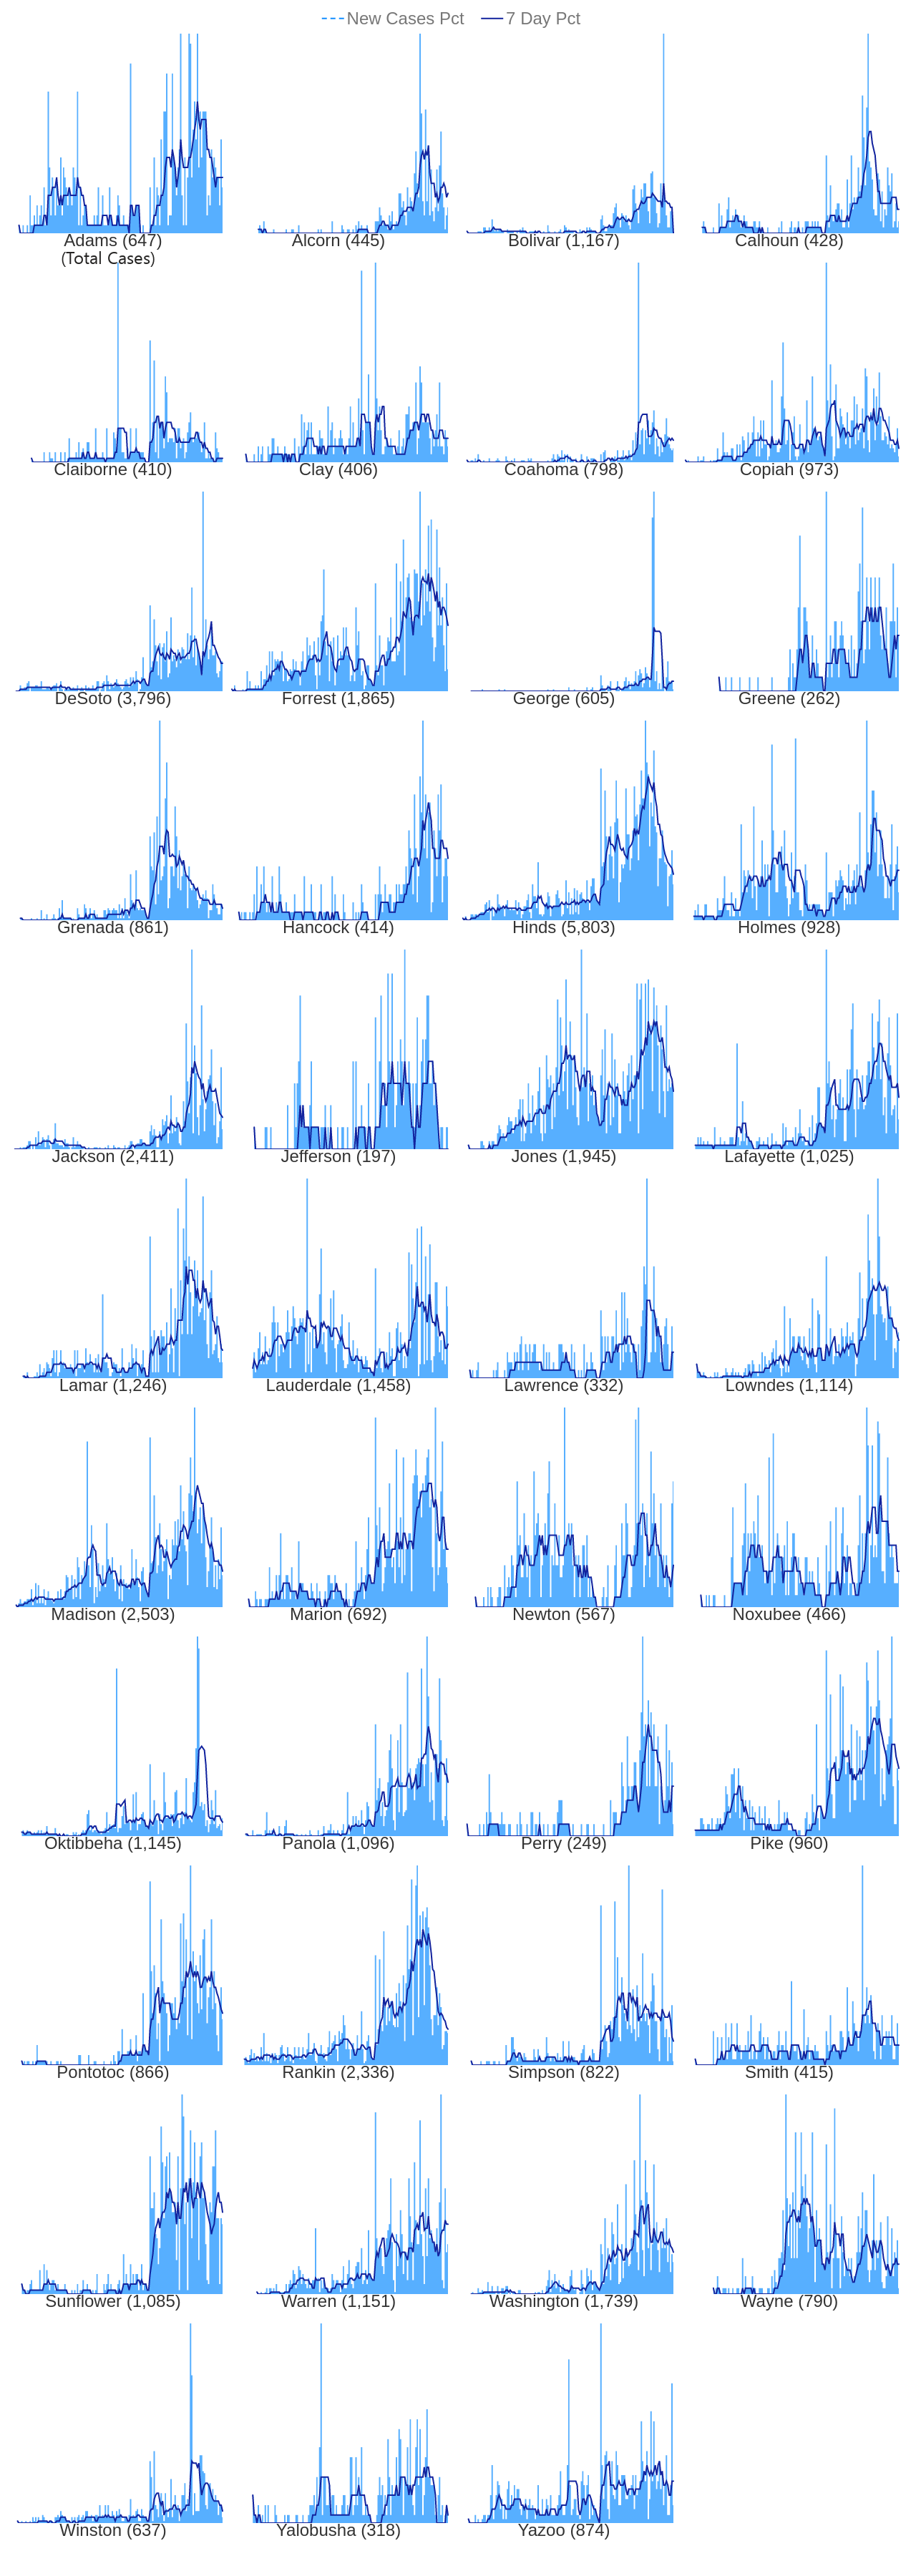 New Cases Pct 7 Day Pct
Adams (647) Alcorn (445) Bolivar (1,167) Calhoun (428)
(Total Cases)
Claiborne (410) Clay (406) Coahoma (798) Copiah (973)
DeSoto (3,796) Forrest (1,865) George (605) Greene (262)
Grenada (861) Hancock (414) Hinds (5,803) Holmes (928)
Jackson (2,411) Jefferson (197) Jones (1,945) Lafayette (1,025)
Lamar (1,246) Lauderdale (1,458) Lawrence (332) Lowndes (1,114)
Madison (2,503) Marion (692) Newton (567) Noxubee (466)
Oktibbeha (1,145) Panola (1,096) Perry (249) Pike (960)
Pontotoc (866) Rankin (2,336) Simpson (822) Smith (415)
Sunflower (1,085) Warren (1,151) Washington (1,739) Wayne (790)
Winston (637) Yalobusha (318) Yazoo (874)